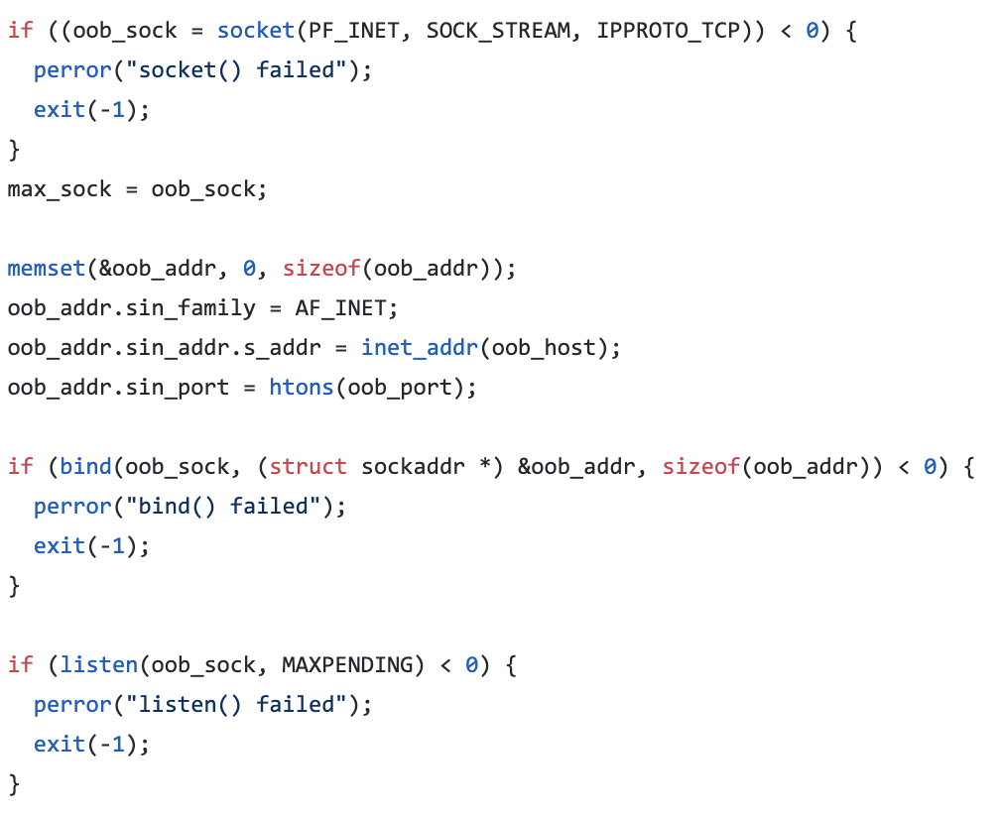 if ((oob_sock = socket(PF_INET, SOCK_STREAM, IPPROTO_TCP)) < 0) {
  perror("socket() failed");
  exit(-1);
}
max_sock = oob_sock;

memset(&oob_addr, 0, sizeof(oob_addr));
oob_addr.sin_family = AF_INET;
oob_addr.sin_addr.s_addr = inet_addr(oob_host);
oob_addr.sin_port = htons(oob_port);

if (bind(oob_sock, (struct sockaddr *) &oob_addr, sizeof(oob_addr)) < 0) {
  perror("bind() failed");
  exit(-1);
}

if (listen(oob_sock, MAXPENDING) < 0) {
  perror("listen() failed");
  exit(-1);
}